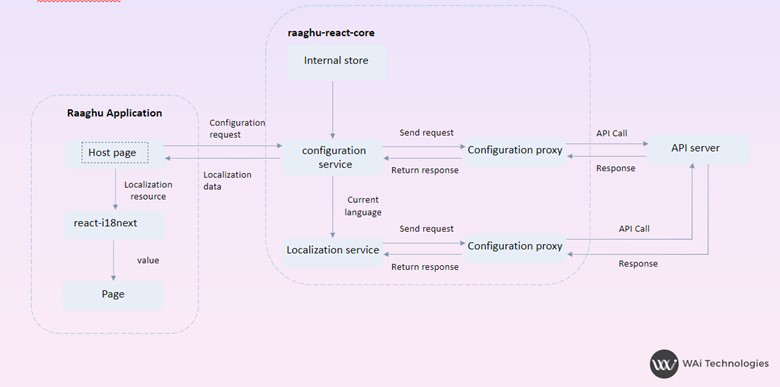 raaghu-react-core
Internal store
Raaghu Application
Configuration
request
Send request
API Call
Host page
configuration
service
Configuration proxy
API server
Localization
data
Return response
Response
Localization
resource
Current
language
react-i18next
Send request
API Call
Localization service
Configuration proxy
value
Return response
Response
Page
WAi Technologies